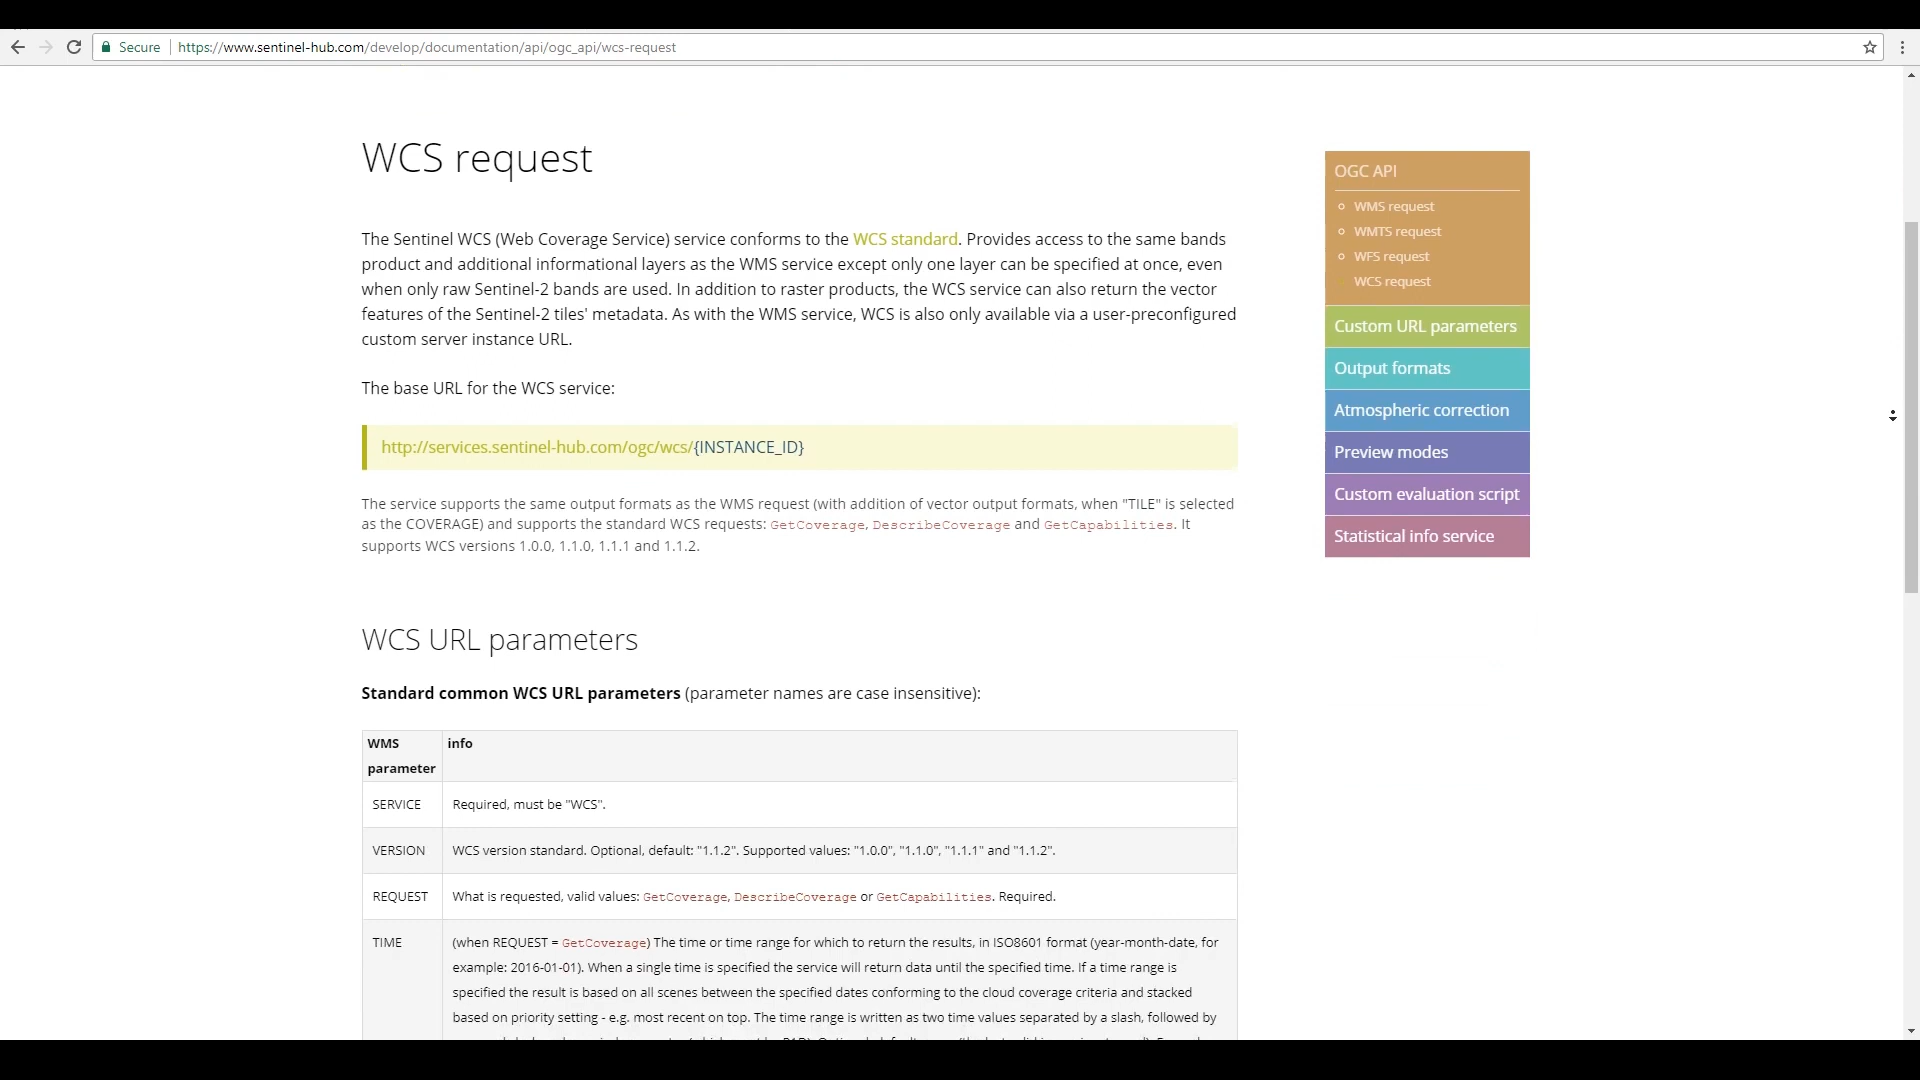 Secure
https://www.sentinel-hub.com/develop/documentation/api/ogc_api/wcs-request
WCS request
The Sentinel WCS (Web Coverage Service) service conforms to the WCS standard. Provides access to the same bands
product and additional informational layers as the WMS service except only one layer can be specified at once, even
when only raw Sentinel-2 bands are used. In addition to raster products, the WCS service can also return the vector
features of the Sentinel-2 tiles' metadata. As with the WMS service, WCS is also only available via a user-preconfigured
custom server instance URL.
The base URL for the WCS service:
http://services.sentinel-hub.com/ogc/wcs/{INSTANCE_ID}
The service supports the same output formats as the WMS request (with addition of vector output formats, when "TILE" is selected
as the COVERAGE) and supports the standard WCS requests: GetCoverage, DescribeCoverage and GetCapabilities. It
supports WCS versions 1.0.0, 1.1.0, 1.1.1 and 1.1.2.
WCS URL parameters
Standard common WCS URL parameters (parameter names are case insensitive):
WMS
parameter
info
SERVICE
Required, must be "WCS".
VERSION
WCS version standard. Optional, default: "1.1.2". Supported values: "1.0.0", "1.1.0", "1.1.1" and "1.1.2".
REQUEST
What is requested, valid values: GetCoverage, DescribeCoverage or GetCapabilities. Required.
TIME
(when REQUEST = GetCoverage) The time or time range for which to return the results, in ISO8601 format (year-month-date, for
example: 2016-01-01). When a single time is specified the service will return data until the specified time. If a time range is
specified the result is based on all scenes between the specified dates conforming to the cloud coverage criteria and stacked
based on priority setting - e.g. most recent on top. The time range is written as two time values separated by a slash, followed by
OGC API
WMS request
WMTS request
WFS request
WCS request
Custom URL parameters
Output formats
Atmospheric correction
Preview modes
Custom evaluation script
Statistical info service